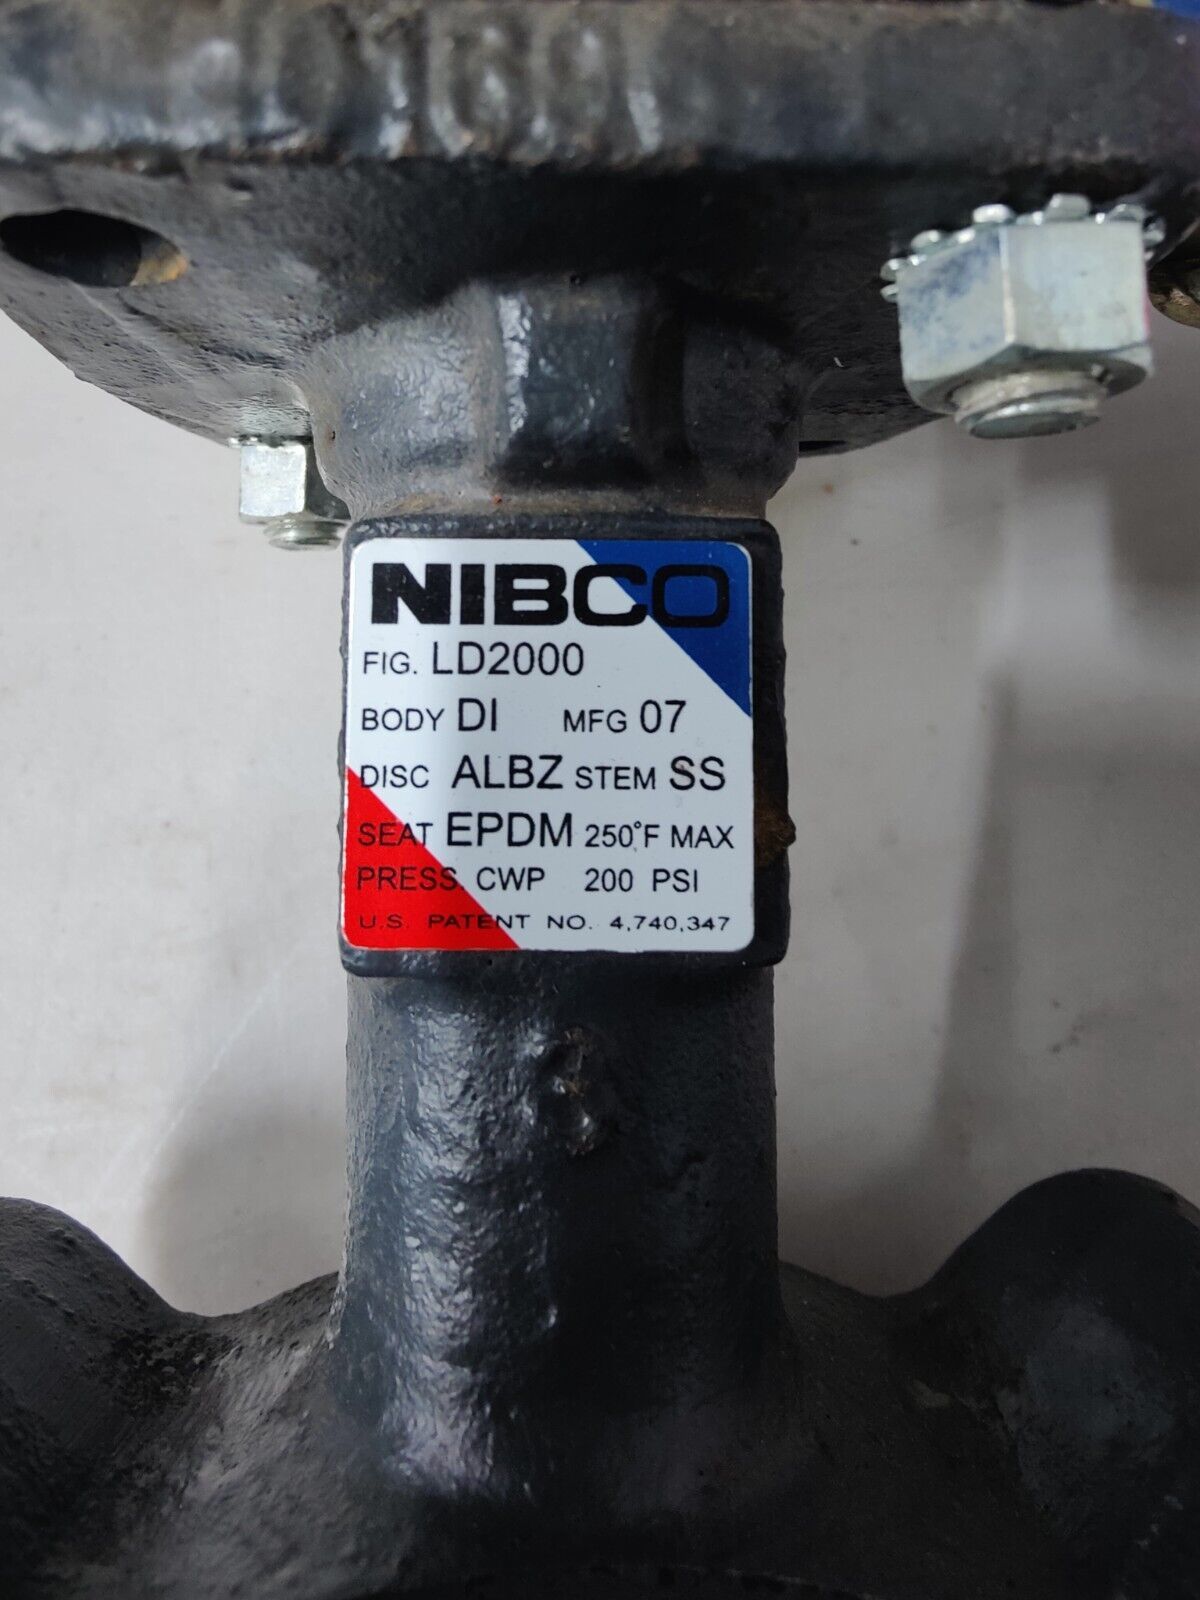 NIBCO
FIG. LD2000
BODY DI MFG 07
DISC ALBZ STEM SS
SEAT EPDM 250°F MAX
PRESS. CWP 200 PSI
U.S. PATENT NO. 4,740,347